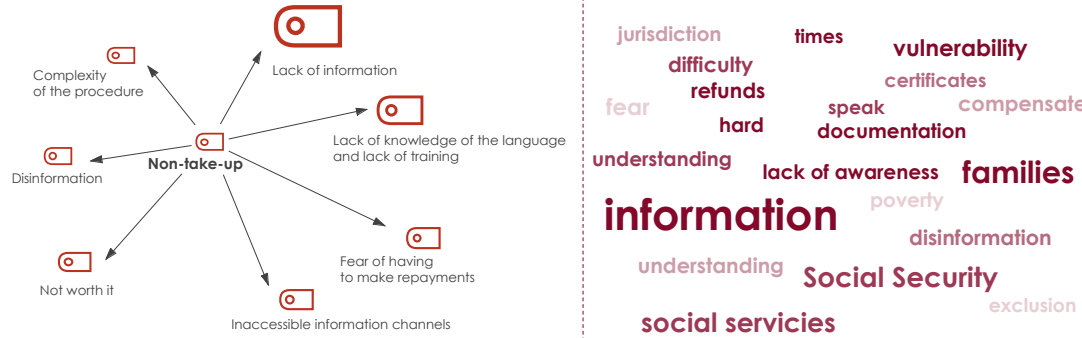 Lack of information
Complexity
of the procedure
Lack of knowledge of the language
and lack of training
Non-take-up
Disinformation
Fear of having
to make repayments
Not worth it
Inaccessible information channels
jurisdiction
times
vulnerability
difficulty
certificates
refunds
fear
speak
compensate
hard
documentation
understanding
lack of awareness
families
poverty
information
disinformation
understanding
Social Security
exclusion
social servicies